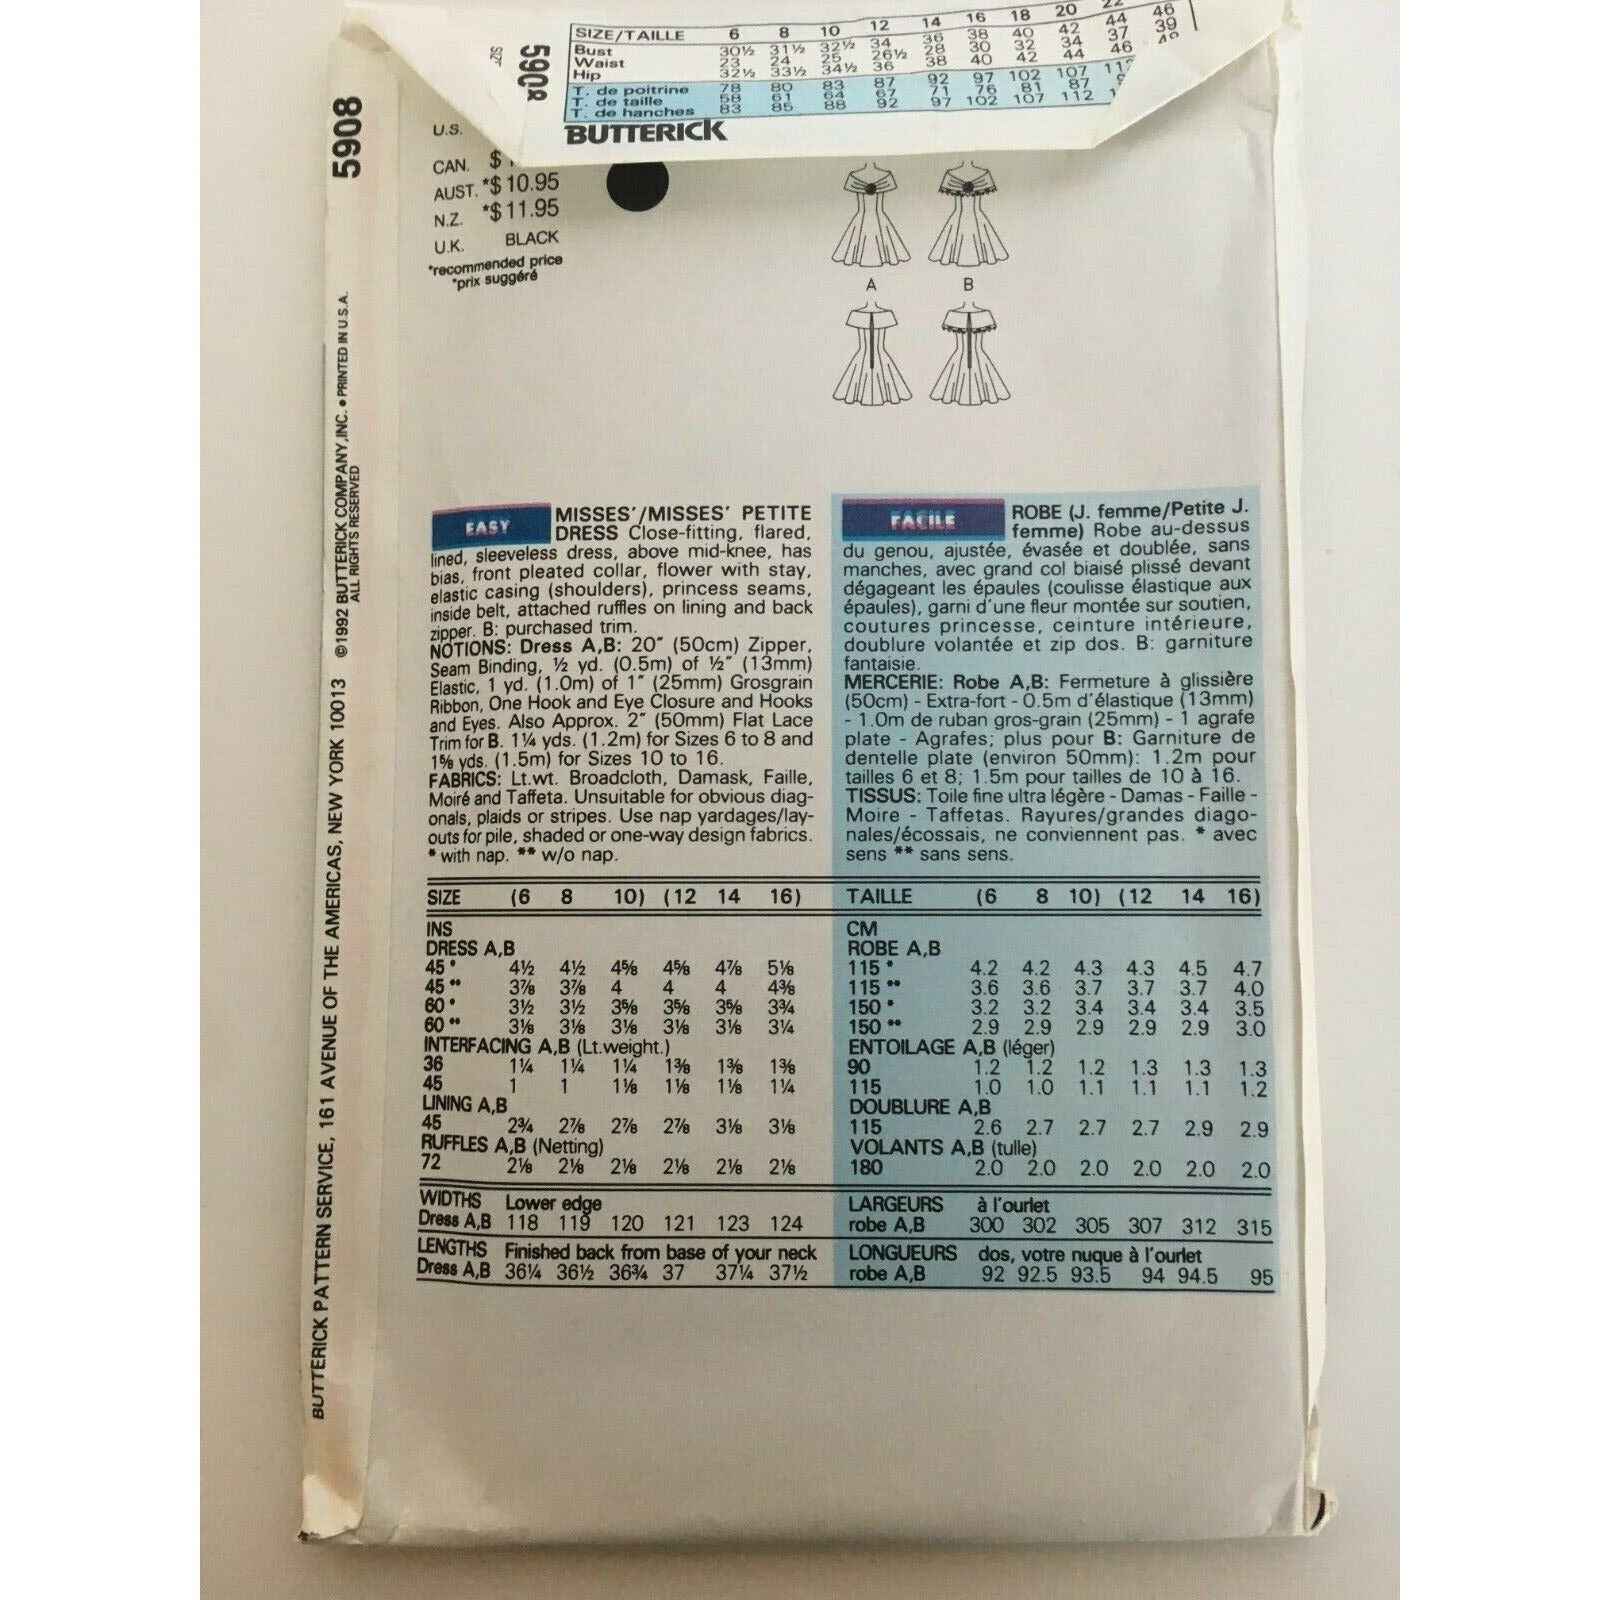 SIZE/TAILLE 6 8 10 12 14 16 18 20 22
Bust 30½ 31½ 32½ 34 36 38 40 42 44 46
Waist 23 24 25 26½ 28 30 32 34 37 39
Hip 32½ 33½ 34½ 36 38 40 42 44 46
T. de poitrine 78 80 83 87 92 97 102 107
T. de taille 58 61 64 67 71 76 81 87
T. de hanches 83 85 88 92 97 102 107 112
BUTTERICK
5908
5908
U.S.
CAN. $
AUST. *$10.95
N.Z. *$11.95
U.K. BLACK
*recommended price
*prix suggéré
A B
EASY MISSES'/MISSES' PETITE
DRESS Close-fitting, flared,
lined, sleeveless dress, above mid-knee, has
bias, front pleated collar, flower with stay,
elastic casing (shoulders), princess seams,
inside belt, attached ruffles on lining and back
zipper. B: purchased trim.
NOTIONS: Dress A,B: 20" (50cm) Zipper,
Seam Binding, ½ yd. (0.5m) of ½" (13mm)
Elastic, 1 yd. (1.0m) of 1" (25mm) Grosgrain
Ribbon, One Hook and Eye Closure and Hooks
and Eyes. Also Approx. 2" (50mm) Flat Lace
Trim for B. 1¼ yds. (1.2m) for Sizes 6 to 8 and
1⅝ yds. (1.5m) for Sizes 10 to 16.
FABRICS: Lt.wt. Broadcloth, Damask, Faille,
Moiré and Taffeta. Unsuitable for obvious diag-
onals, plaids or stripes. Use nap yardages/lay-
outs for pile, shaded or one-way design fabrics.
* with nap. ** w/o nap.
FACILE ROBE (J. femme/Petite J.
femme) Robe au-dessus
du genou, ajustée, évasée et doublée, sans
manches, avec grand col biaisé plissé devant
dégageant les épaules (coulisse élastique aux
épaules), garni d'une fleur montée sur soutien,
coutures princesse, ceinture intérieure,
doublure volantée et zip dos. B: garniture
fantaisie.
MERCERIE: Robe A,B: Fermeture à glissière
(50cm) - Extra-fort - 0.5m d'élastique (13mm)
- 1.0m de ruban gros-grain (25mm) - 1 agrafe
plate - Agrafes; plus pour B: Garniture de
dentelle plate (environ 50mm): 1.2m pour
tailles 6 et 8; 1.5m pour tailles de 10 à 16.
TISSUS: Toile fine ultra légère - Damas - Faille -
Moire - Taffetas. Rayures/grandes diago-
nales/écossais, ne conviennent pas. * avec
sens ** sans sens.
SIZE (6 8 10) (12 14 16)
INS
DRESS A,B
45 * 4½ 4½ 4⅝ 4⅝ 4⅞ 5⅛
45 ** 3⅞ 3⅞ 4 4 4 4⅜
60 * 3½ 3½ 3⅝ 3⅝ 3⅝ 3¾
60 ** 3⅛ 3⅛ 3⅛ 3⅛ 3⅛ 3¼
INTERFACING A,B (Lt.weight.)
36 1¼ 1¼ 1¼ 1⅜ 1⅜ 1⅜
45 1 1 1⅛ 1⅛ 1⅛ 1¼
LINING A,B
45 2¾ 2⅞ 2⅞ 2⅞ 3⅛ 3⅛
RUFFLES A,B (Netting)
72 2⅛ 2⅛ 2⅛ 2⅛ 2⅛ 2⅛
WIDTHS Lower edge
Dress A,B 118 119 120 121 123 124
LENGTHS Finished back from base of your neck
Dress A,B 36¼ 36½ 36¾ 37 37¼ 37½
TAILLE (6 8 10) (12 14 16)
CM
ROBE A,B
115 * 4.2 4.2 4.3 4.3 4.5 4.7
115 ** 3.6 3.6 3.7 3.7 3.7 4.0
150 * 3.2 3.2 3.4 3.4 3.4 3.5
150 ** 2.9 2.9 2.9 2.9 2.9 3.0
ENTOILAGE A,B (léger)
90 1.2 1.2 1.2 1.3 1.3 1.3
115 1.0 1.0 1.1 1.1 1.1 1.2
DOUBLURE A,B
115 2.6 2.7 2.7 2.7 2.9 2.9
VOLANTS A,B (tulle)
180 2.0 2.0 2.0 2.0 2.0 2.0
LARGEURS à l'ourlet
robe A,B 300 302 305 307 312 315
LONGUEURS dos, votre nuque à l'ourlet
robe A,B 92 92.5 93.5 94 94.5 95
BUTTERICK PATTERN SERVICE, 161 AVENUE OF THE AMERICAS, NEW YORK 10013 ©1992 BUTTERICK COMPANY, INC. • PRINTED IN U.S.A.
ALL RIGHTS RESERVED